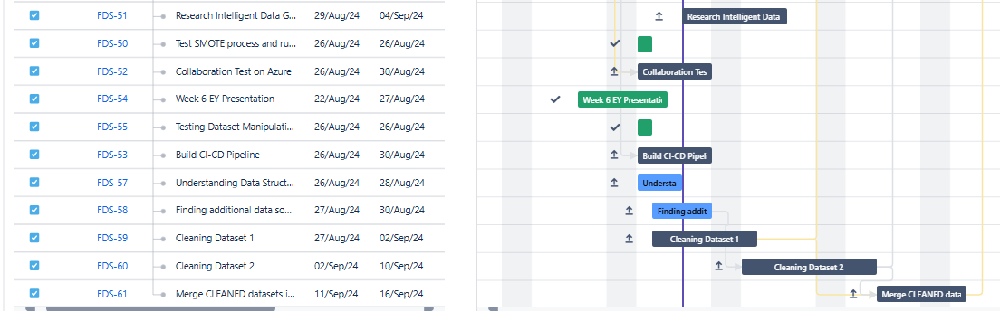 FDS-51 Research Intelligent Data G... 29/Aug/24 04/Sep/24 Research Intelligent Data
FDS-50 Test SMOTE process and ru... 26/Aug/24 26/Aug/24
FDS-52 Collaboration Test on Azure 26/Aug/24 30/Aug/24 Collaboration Tes
FDS-54 Week 6 EY Presentation 22/Aug/24 27/Aug/24 Week 6 EY Presentatic
FDS-55 Testing Dataset Manipulati... 26/Aug/24 26/Aug/24
FDS-53 Build CI-CD Pipeline 26/Aug/24 30/Aug/24 Build CI-CD Pipel
FDS-57 Understanding Data Struct... 26/Aug/24 28/Aug/24 Understa
FDS-58 Finding additional data so... 27/Aug/24 30/Aug/24 Finding addit
FDS-59 Cleaning Dataset 1 27/Aug/24 02/Sep/24 Cleaning Dataset 1
FDS-60 Cleaning Dataset 2 02/Sep/24 10/Sep/24 Cleaning Dataset 2
FDS-61 Merge CLEANED datasets i... 11/Sep/24 16/Sep/24 Merge CLEANED data